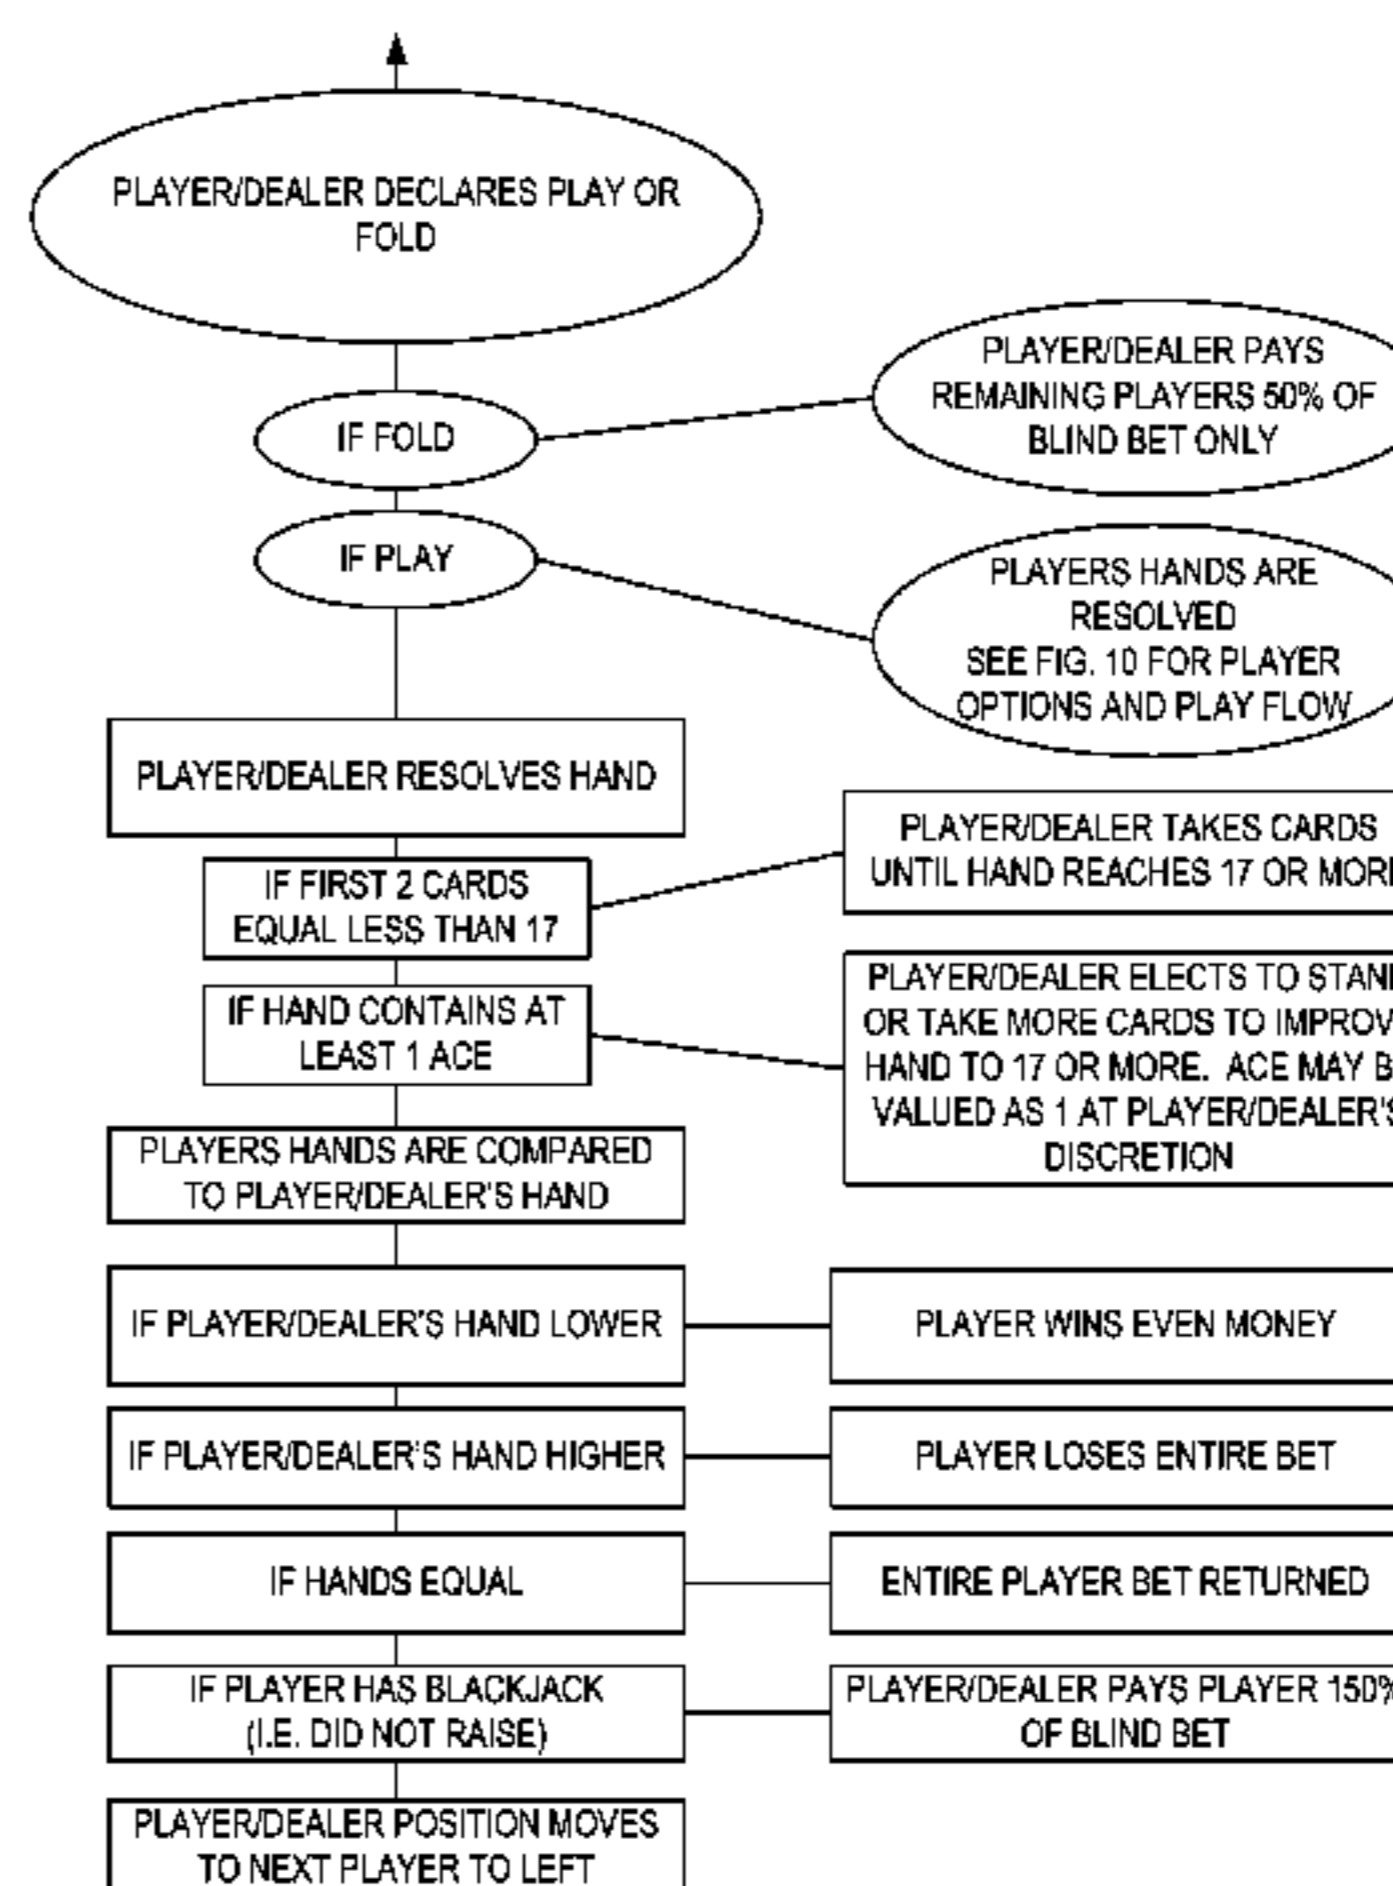 PLAYER/DEALER DECLARES PLAY OR
FOLD
IF FOLD
PLAYER/DEALER PAYS
REMAINING PLAYERS 50% OF
BLIND BET ONLY
IF PLAY
PLAYERS HANDS ARE
RESOLVED
SEE FIG. 10 FOR PLAYER
OPTIONS AND PLAY FLOW
PLAYER/DEALER RESOLVES HAND
IF FIRST 2 CARDS
EQUAL LESS THAN 17
PLAYER/DEALER TAKES CARDS
UNTIL HAND REACHES 17 OR
IF HAND CONTAINS AT
LEAST 1 ACE
PLAYER/DEALER ELECTS TO
OR TAKE MORE CARDS TO
HAND TO 17 OR MORE. ACE MAY
VALUED AS 1 AT PLAYER/DEALER'S
DISCRETION
PLAYERS HANDS ARE COMPARED
TO PLAYER/DEALER'S HAND
IF PLAYER/DEALER'S HAND LOWER
PLAYER WINS EVEN MONEY
IF PLAYER/DEALER'S HAND HIGHER
PLAYER LOSES ENTIRE BET
IF HANDS EQUAL
ENTIRE PLAYER BET RETURNED
IF PLAYER HAS BLACKJACK
(I.E. DID NOT RAISE)
PLAYER/DEALER PAYS PLAYER 150%
OF BLIND BET
PLAYER/DEALER POSITION MOVES
TO NEXT PLAYER TO LEFT